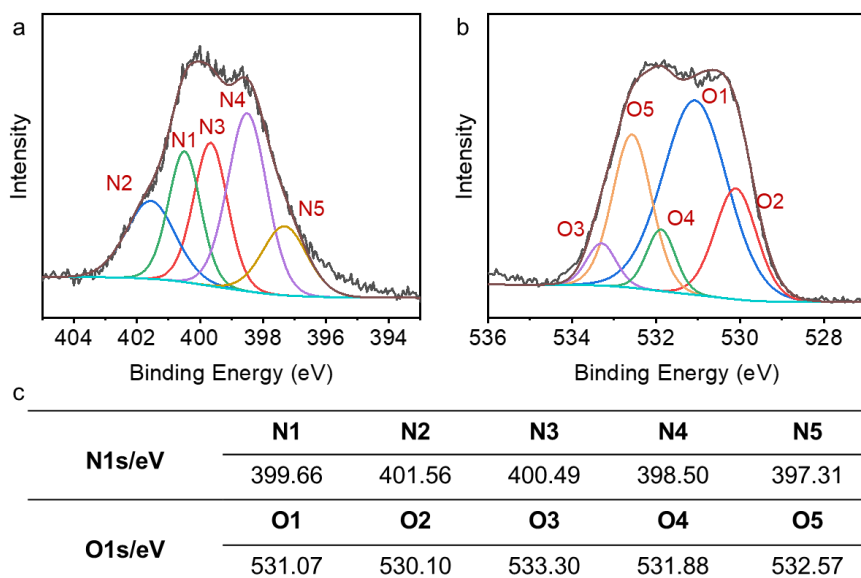 a
N4
N1
N3
N2
N5
Intensity
404 402 400 398 396 394
Binding Energy (eV)
b
O5
O1
O2
O4
O3
Intensity
536 534 532 530 528
Binding Energy (eV)
c
N1 N2 N3 N4 N5
N1s/eV
399.66 401.56 400.49 398.50 397.31
O1 O2 O3 O4 O5
O1s/eV
531.07 530.10 533.30 531.88 532.57